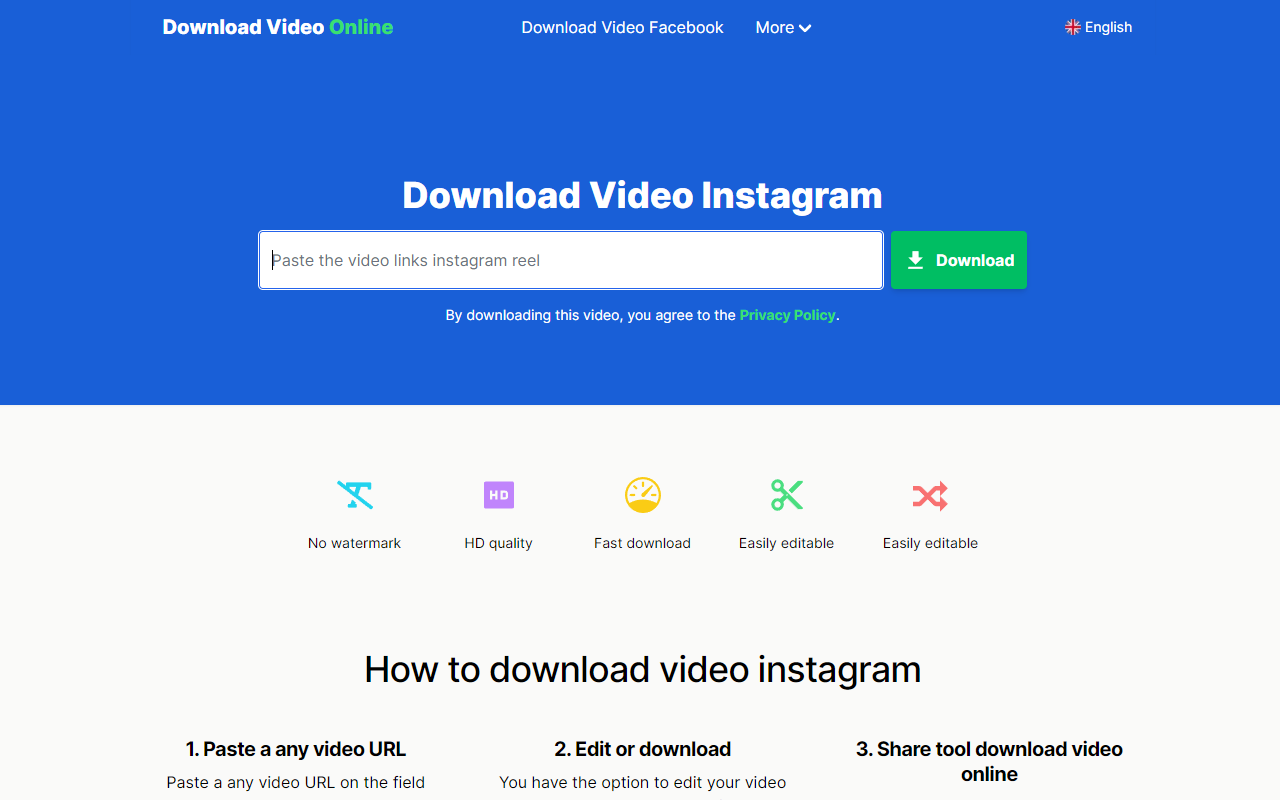 Download Video Online
Download Video Facebook
More
English
Download Video Instagram
Paste the video links instagram reel
Download
By downloading this video, you agree to the Privacy Policy.
HD
No watermark
HD quality
Fast download
Easily editable
Easily editable
How to download video instagram
1. Paste a any video URL
Paste a any video URL on the field
2. Edit or download
You have the option to edit your video
3. Share tool download video
online